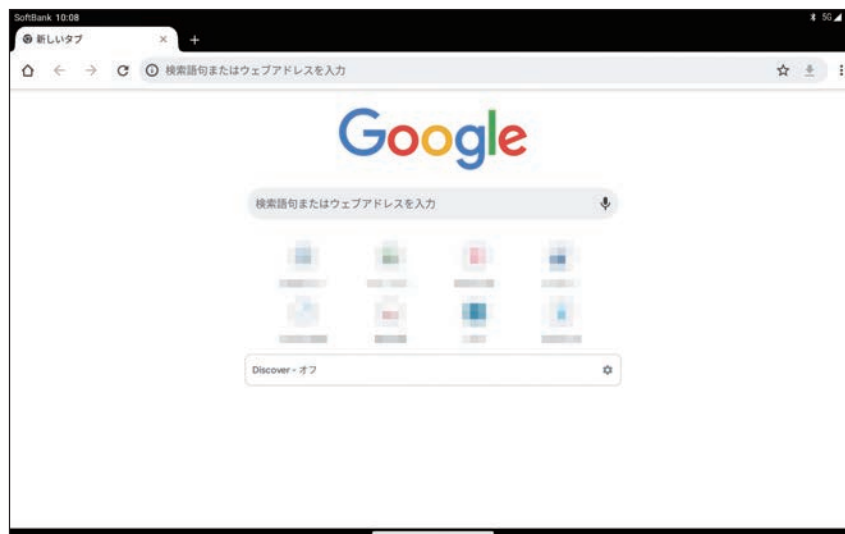 SoftBank 10:08
5G
新しいタブ
検索語句またはウェブアドレスを入力
Google
検索語句またはウェブアドレスを入力
Discover - オフ